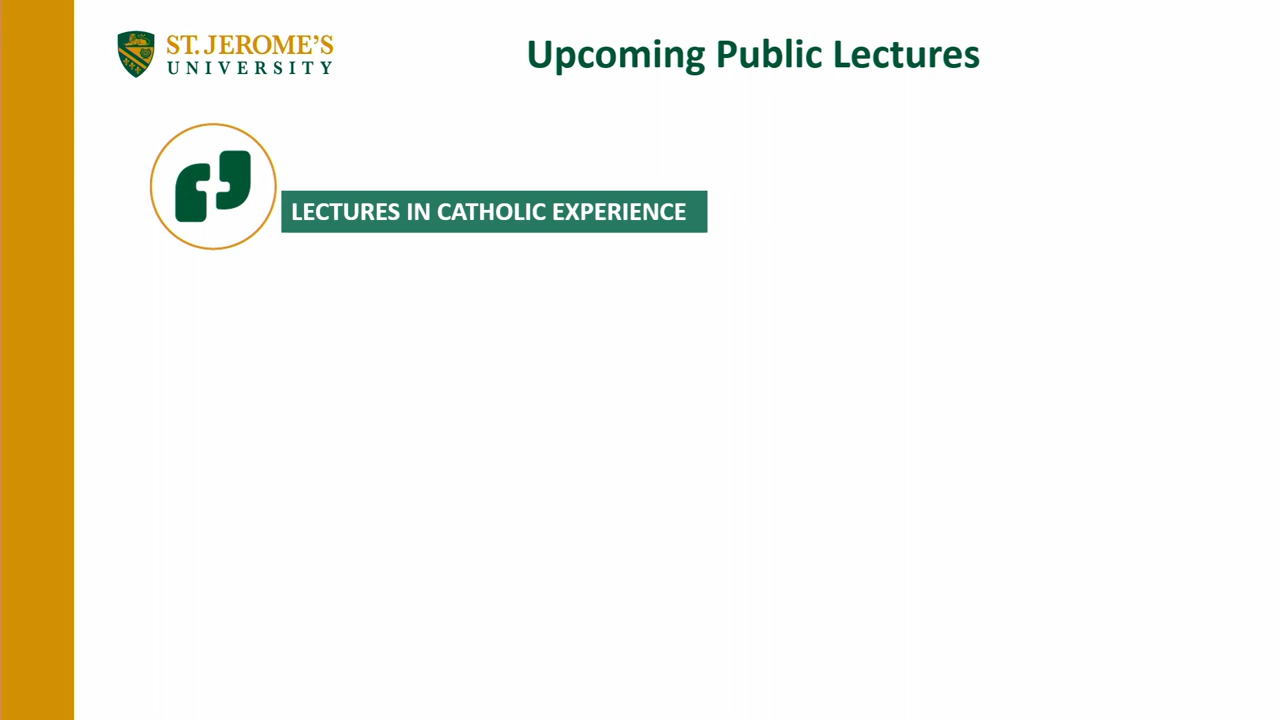 ST. JEROME'S
UNIVERSITY
Upcoming Public Lectures
LECTURES IN CATHOLIC EXPERIENCE